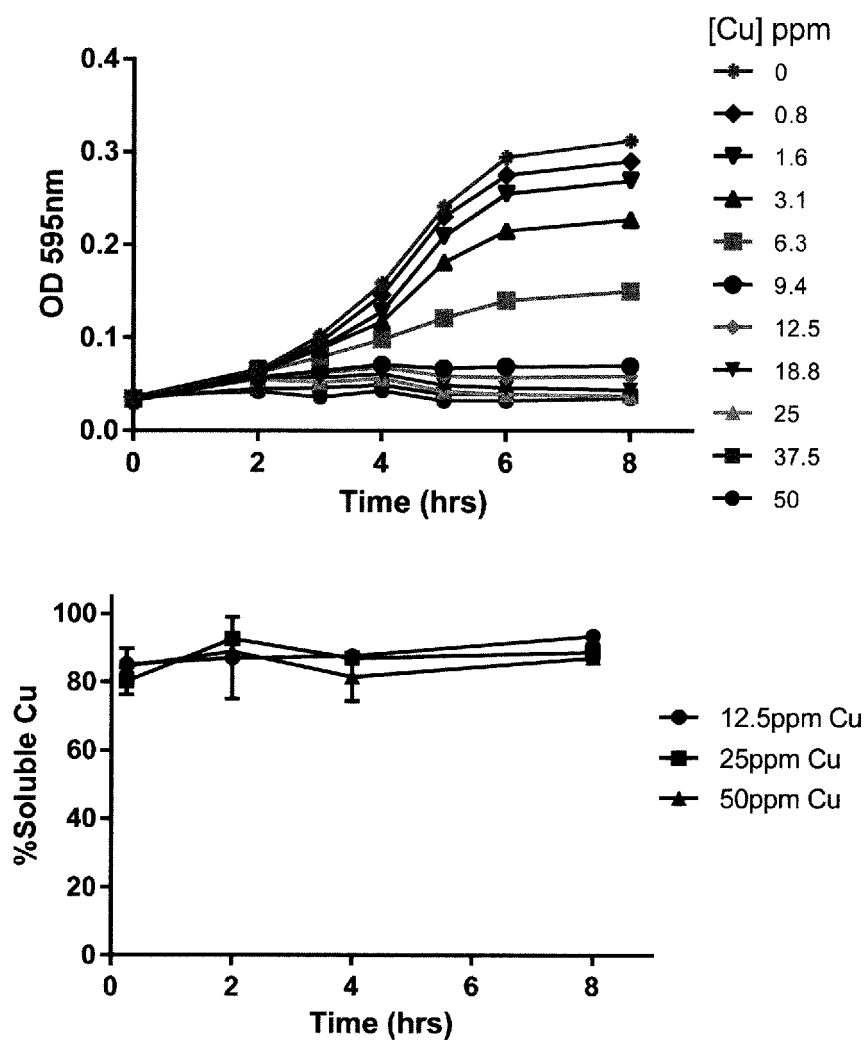 [Cu] ppm
0
0.8
1.6
3.1
6.3
9.4
12.5
18.8
25
37.5
50
0.4
0.3
0.2
0.1
0.0
OD 595nm
0 2 4 6 8
Time (hrs)
100
80
60
40
20
0
%Soluble Cu
0 2 4 6 8
Time (hrs)
12.5ppm Cu
25ppm Cu
50ppm Cu